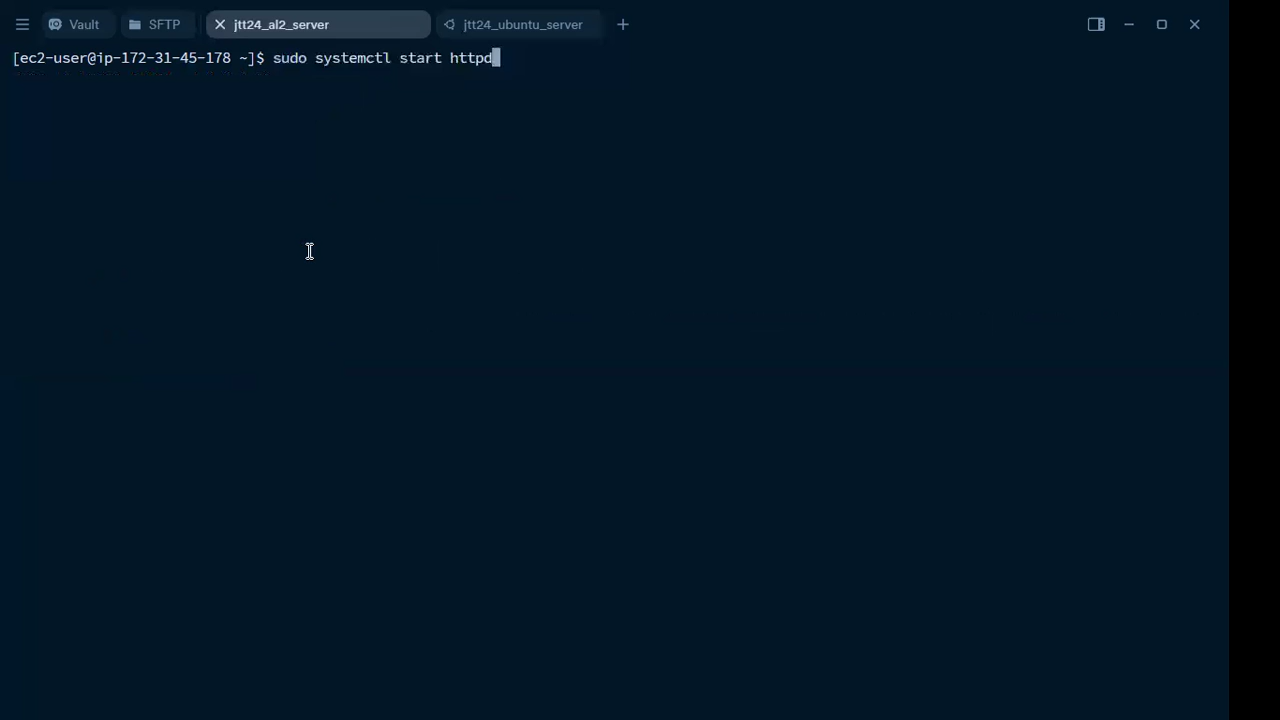 Vault SFTP jtt24_al2_server jtt24_ubuntu_server
[ec2-user@ip-172-31-45-178 ~]$ sudo systemctl start httpd